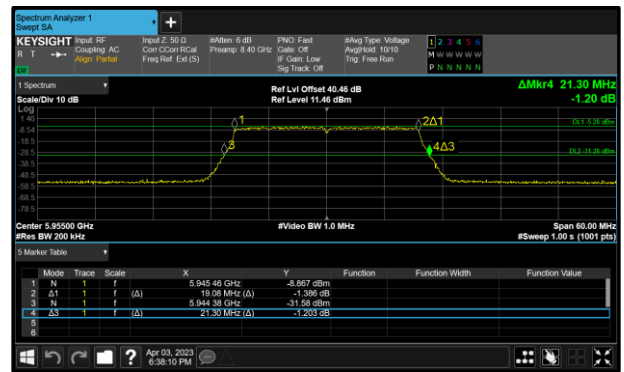 Spectrum Analyzer 1
Swept SA
KEYSIGHT Input: RF Input Z: 50 Ω #Atten: 6 dB PNO: Fast #Avg Type: Voltage 1 2 3 4 5 6
R T Coupling: AC Corr CCorr RCal Preamp: 8.40 GHz Gate: Off Avg|Hold: 10/10 M W W W W W
Align: Partial Freq Ref: Ext (S) IF Gain: Low Trig: Free Run
Sig Track: Off P N N N N N
1 Spectrum
Ref Lvl Offset 40.46 dB ΔMkr4 21.30 MHz
Scale/Div 10 dB Ref Level 11.46 dBm -1.20 dB
Log
1.46 1 2Δ1 DL1 -5.28 dBm
-8.54
-18.5 3 4Δ3
-28.5 DL2 -31.28 dBm
-38.5
-48.5
-58.5
-68.5
-78.5
Center 5.95500 GHz #Video BW 1.0 MHz Span 60.00 MHz
#Res BW 200 kHz #Sweep 1.00 s (1001 pts)
5 Marker Table
Mode Trace Scale X Y Function Function Width Function Value
1 N 1 f 5.945 46 GHz -8.867 dBm
2 Δ1 1 f (Δ) 19.08 MHz (Δ) -1.386 dB
3 N 1 f 5.944 38 GHz -31.58 dBm
4 Δ3 1 f (Δ) 21.30 MHz (Δ) -1.203 dB
5
6
? Apr 03, 2023
6:38:10 PM